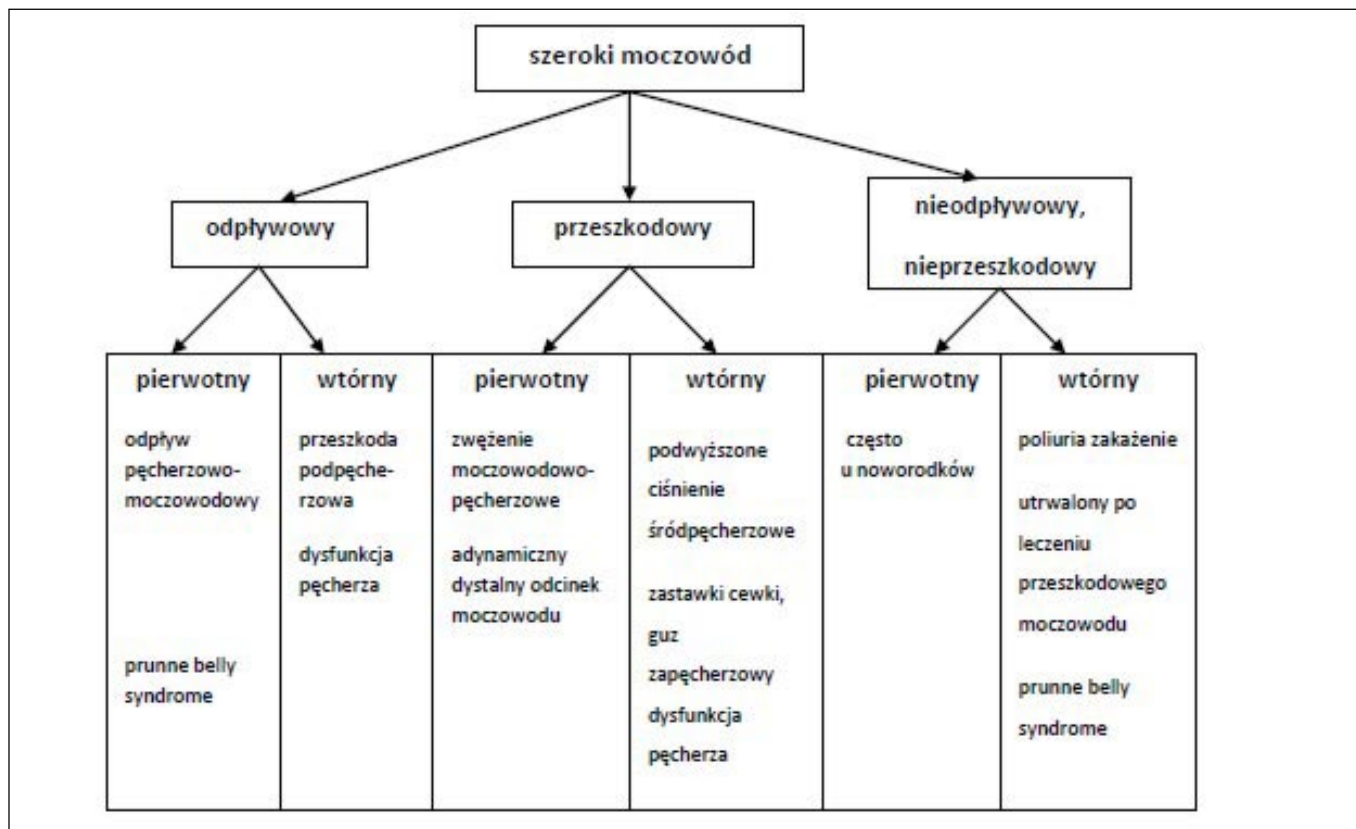 szeroki moczowód
odpływowy
przeszkodowy
nieodpływowy,
nieprzeszkodowy
pierwotny
odpływ
pęcherzowo-
moczowodowy
prunne belly
syndrome
wtórny
przeszkoda
podpęche-
rzowa
dysfunkcja
pęcherza
pierwotny
zwężenie
moczowodowo-
pęcherzowe
adynamiczny
dystalny odcinek
moczowodu
wtórny
podwyższone
ciśnienie
śródpęcherzowe
zastawki cewki,
guz
zapęcherzowy
dysfunkcja
pęcherza
pierwotny
często
u noworodków
wtórny
poliuria zakażenie
utrwalony po
leczeniu
przeszkodowego
moczowodu
prunne belly
syndrome